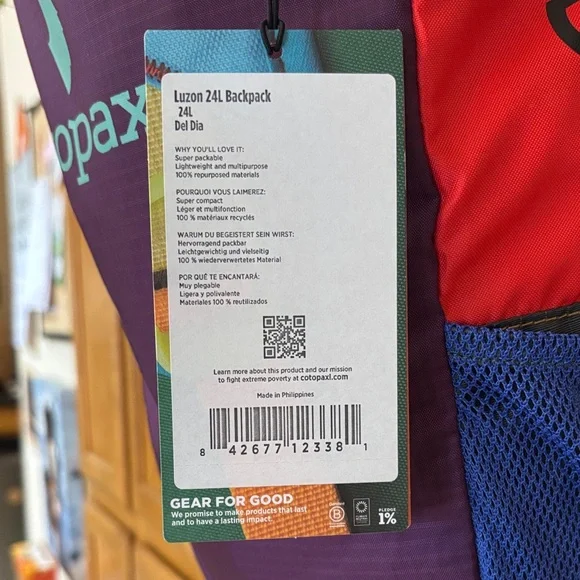 opaxi
Luzon 24L Backpack
24L
Del Día
WHY YOU'LL LOVE IT:
Super packable
Lightweight and multipurpose
100% repurposed materials
POURQUOI VOUS LAIMEREZ:
Super compact
Léger et multifonction
100 % matériaux recyclés
WARUM DU BEGEISTERT SEIN WIRST:
Hervorragend packbar
Leichtgewichtig und vielseitig
100 % wiederverwertetes Material
POR QUÉ TE ENCANTARÁ:
Muy plegable
Ligera y polivalente
Materiales 100 % reutilizados
Learn more about this product and our mission
to fight extreme poverty at cotopaxi.com
Made in Philippines
8 42677 12338 1
GEAR FOR GOOD
We promise to make products that last
and to have a lasting impact.
B
PLEDGE
1%